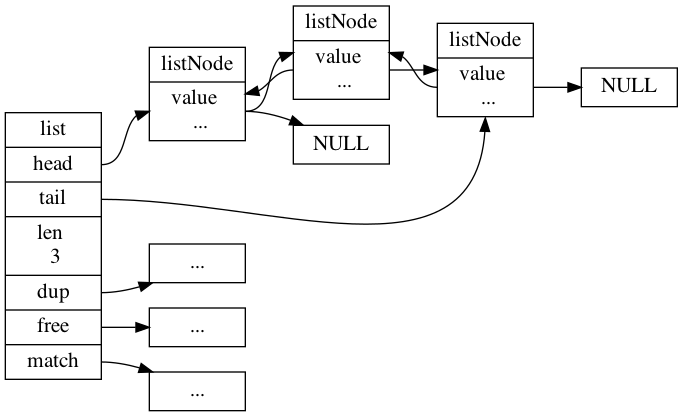 list
head
tail
len
3
dup
free
match
listNode
value
...
listNode
value
...
listNode
value
...
NULL
NULL
...
...
...